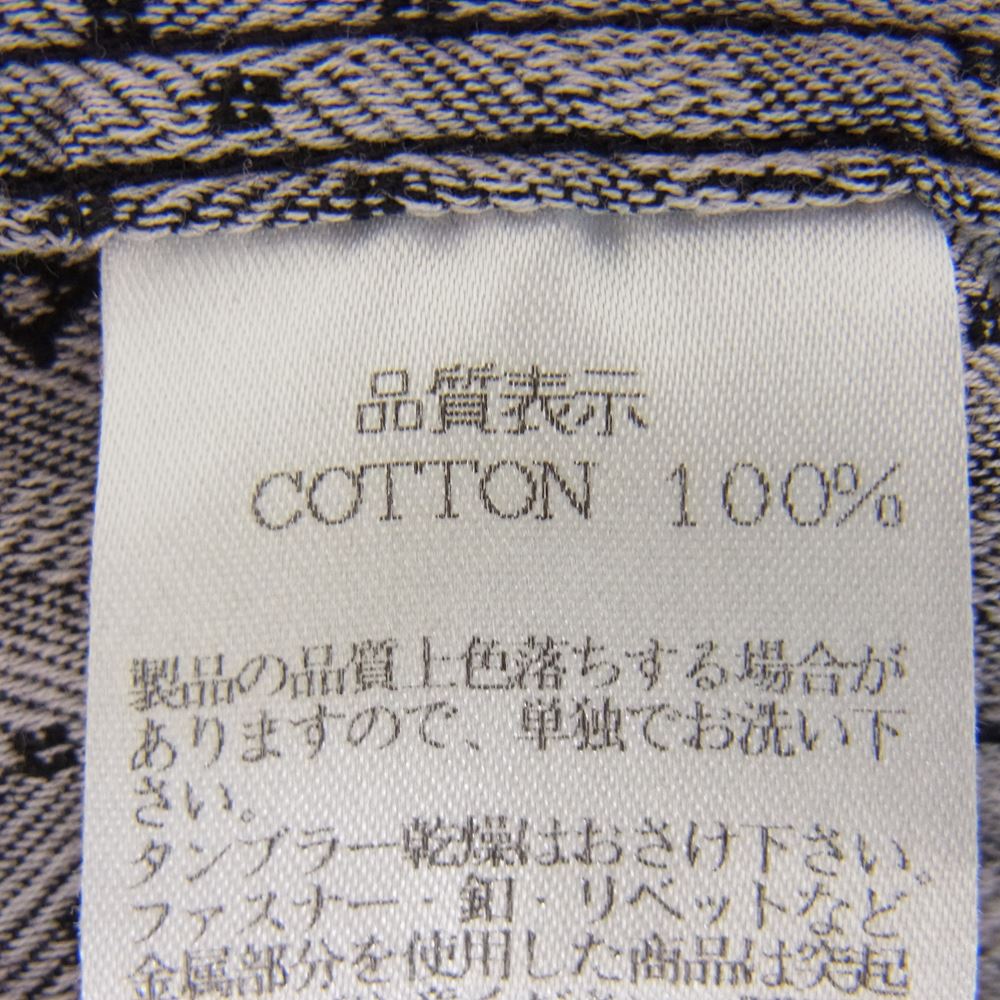 品質表示
COTTON 100%
製品の品質上色落ちする場合が
ありますので、単独でお洗い下
さい。
タンブラー乾燥はおさけ下さい。
ファスナー・釦・リベットなど
金属部分を使用した商品は突起